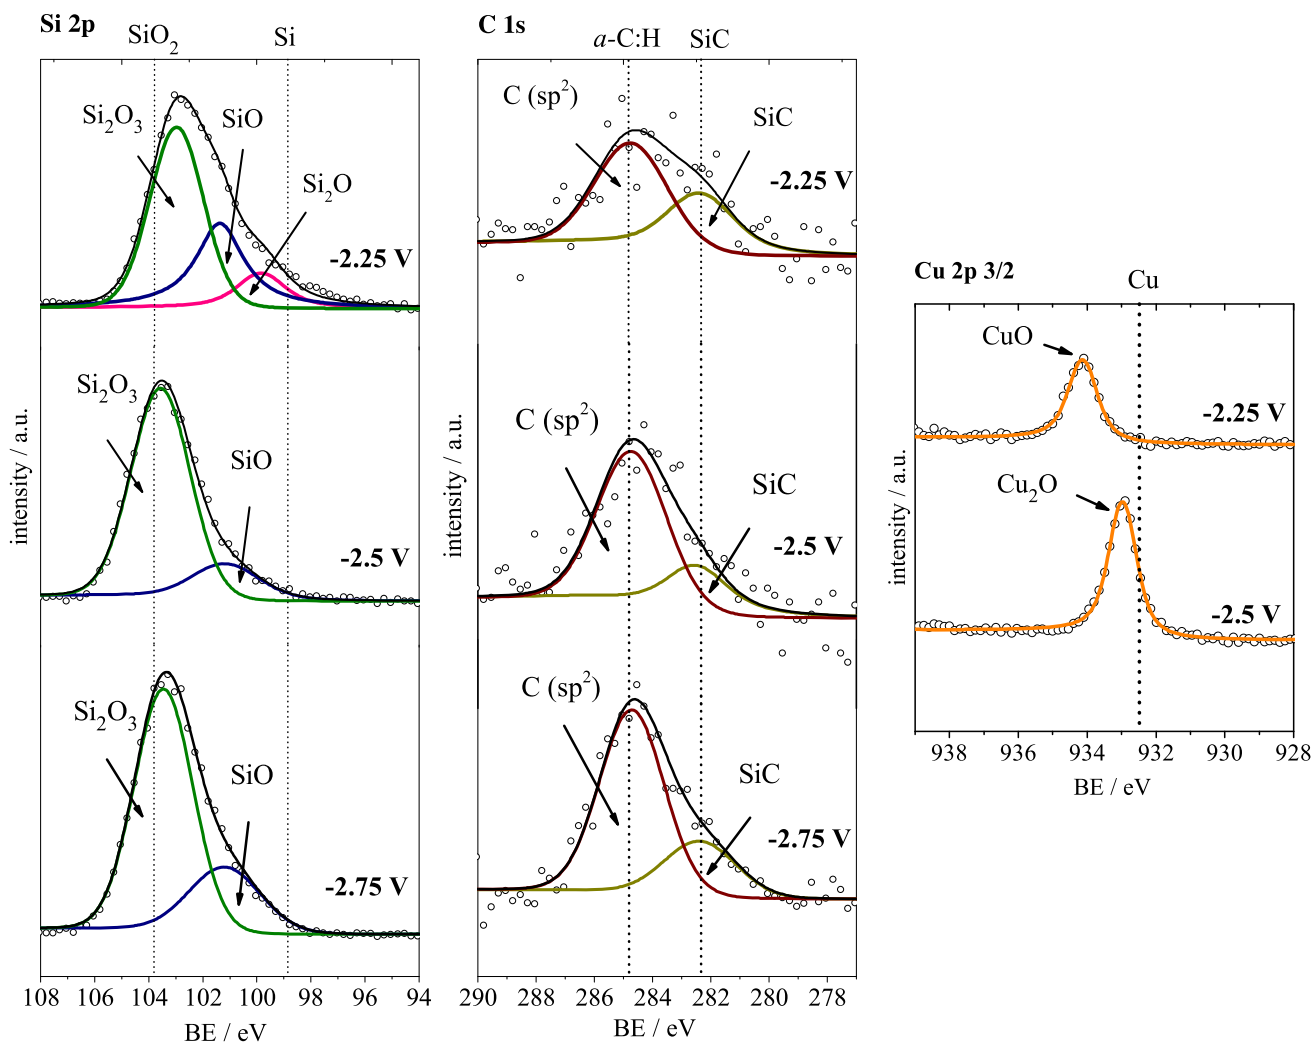 Si 2p
SiO₂
Si
Si₂O₃
SiO
Si₂O
-2.25 V
Si₂O₃
SiO
-2.5 V
Si₂O₃
SiO
-2.75 V
intensity / a.u.
108 106 104 102 100 98 96 94
BE / eV
C 1s
a-C:H
SiC
C (sp²)
SiC
-2.25 V
C (sp²)
SiC
-2.5 V
C (sp²)
SiC
-2.75 V
intensity / a.u.
290 288 286 284 282 280 278
BE / eV
Cu 2p 3/2
Cu
CuO
-2.25 V
Cu₂O
-2.5 V
intensity / a.u.
938 936 934 932 930 928
BE / eV